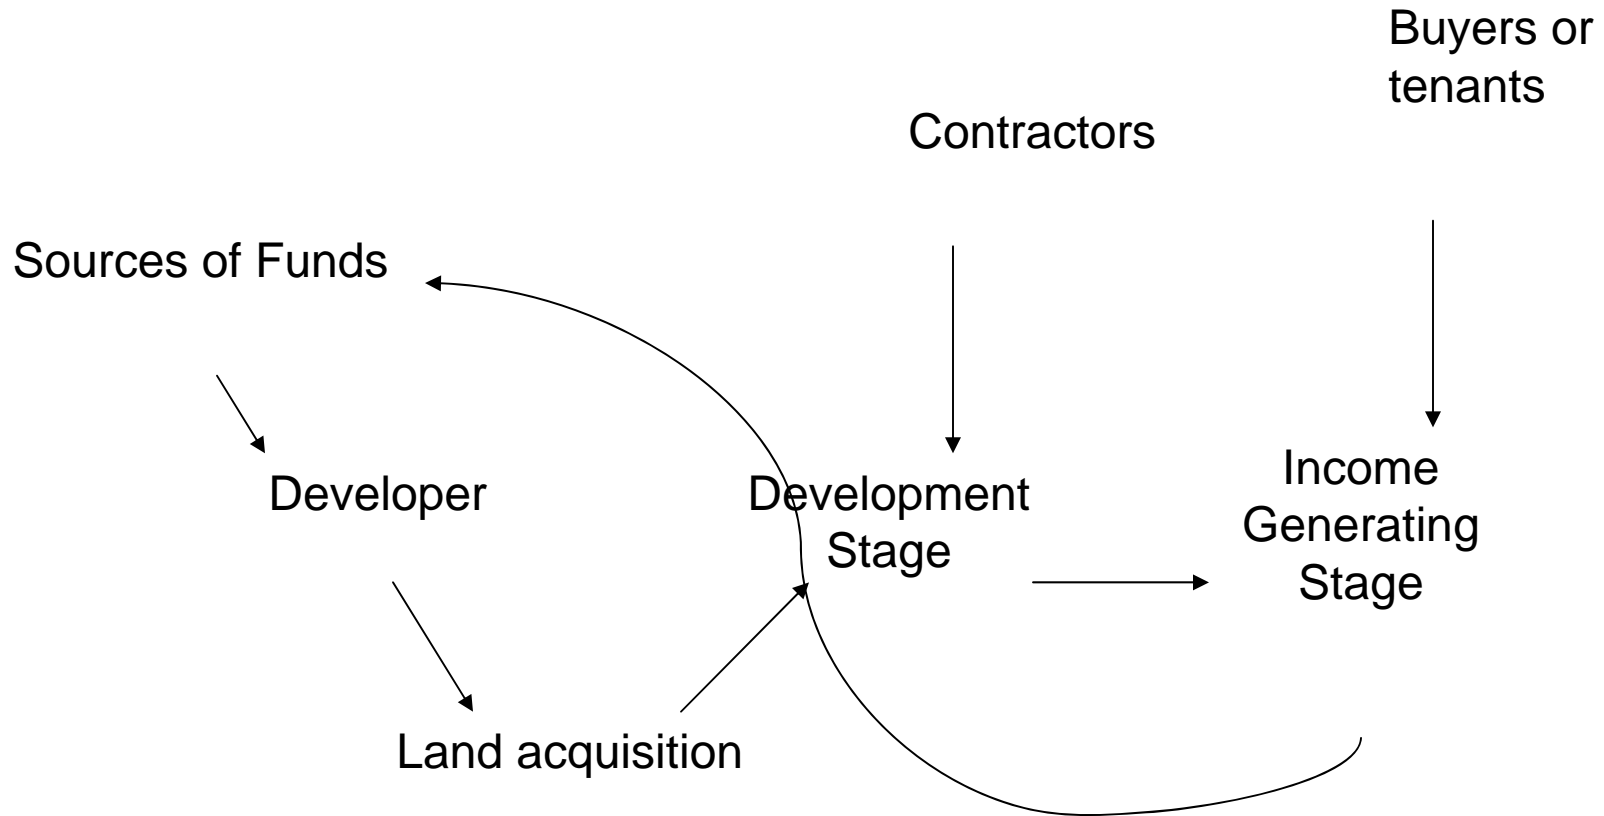 Buyers or
tenants
Contractors
Sources of Funds
Developer
Development
Stage
Income
Generating
Stage
Land acquisition